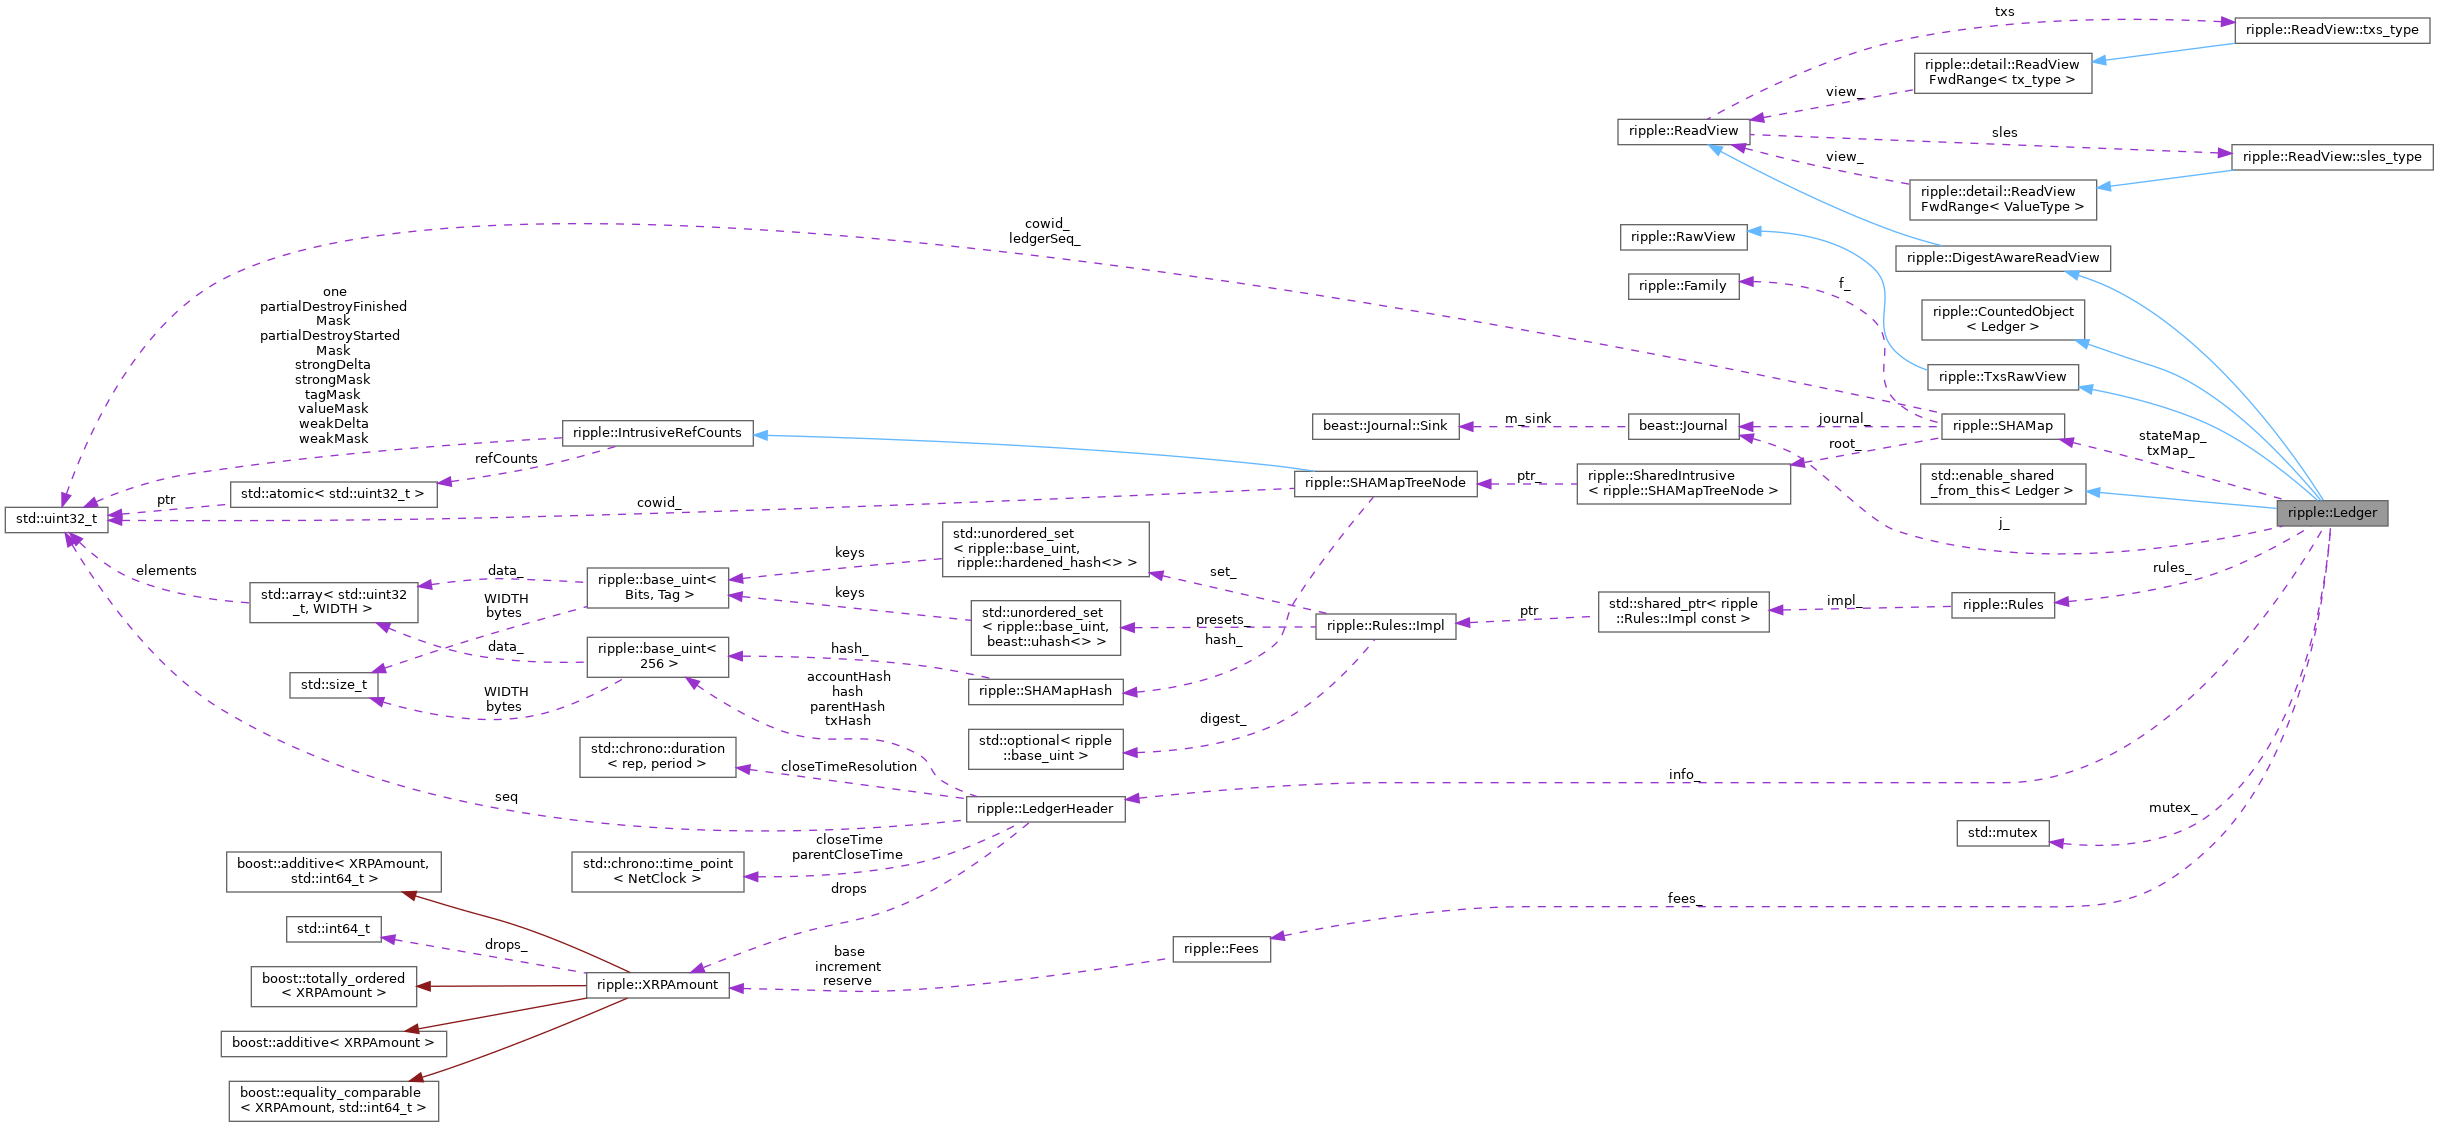 txs
ripple::ReadView::txs_type
ripple::detail::ReadView
FwdRange< tx_type >
view_
ripple::ReadView
sles
ripple::ReadView::sles_type
view_
ripple::detail::ReadView
FwdRange< ValueType >
cowid_
ledgerSeq_
ripple::RawView
ripple::DigestAwareReadView
ripple::Family
f_
one
partialDestroyFinished
Mask
partialDestroyStarted
Mask
strongDelta
strongMask
tagMask
valueMask
weakDelta
weakMask
ripple::CountedObject
< Ledger >
ripple::TxsRawView
ripple::IntrusiveRefCounts
beast::Journal::Sink
m_sink
beast::Journal
journal_
ripple::SHAMap
root_
stateMap_
txMap_
refCounts
std::atomic< std::uint32_t >
ptr
std::uint32_t
cowid_
ripple::SHAMapTreeNode
ptr_
ripple::SharedIntrusive
< ripple::SHAMapTreeNode >
std::enable_shared
_from_this< Ledger >
ripple::Ledger
j_
std::unordered_set
< ripple::base_uint,
ripple::hardened_hash<> >
keys
elements
data_
ripple::base_uint<
Bits, Tag >
std::array< std::uint32
_t, WIDTH >
WIDTH
bytes
keys
set_
rules_
std::unordered_set
< ripple::base_uint,
beast::uhash<> >
presets_
ripple::Rules::Impl
ptr
std::shared_ptr< ripple
::Rules::Impl const >
impl_
ripple::Rules
hash_
data_
ripple::base_uint<
256 >
hash_
std::size_t
WIDTH
bytes
accountHash
hash
parentHash
txHash
ripple::SHAMapHash
digest_
std::optional< ripple
::base_uint >
std::chrono::duration
< rep, period >
closeTimeResolution
info_
seq
ripple::LedgerHeader
mutex_
std::mutex
closeTime
parentCloseTime
std::chrono::time_point
< NetClock >
drops
boost::additive< XRPAmount,
std::int64_t >
fees_
std::int64_t
drops_
base
increment
reserve
ripple::Fees
boost::totally_ordered
< XRPAmount >
ripple::XRPAmount
boost::additive< XRPAmount >
boost::equality_comparable
< XRPAmount, std::int64_t >